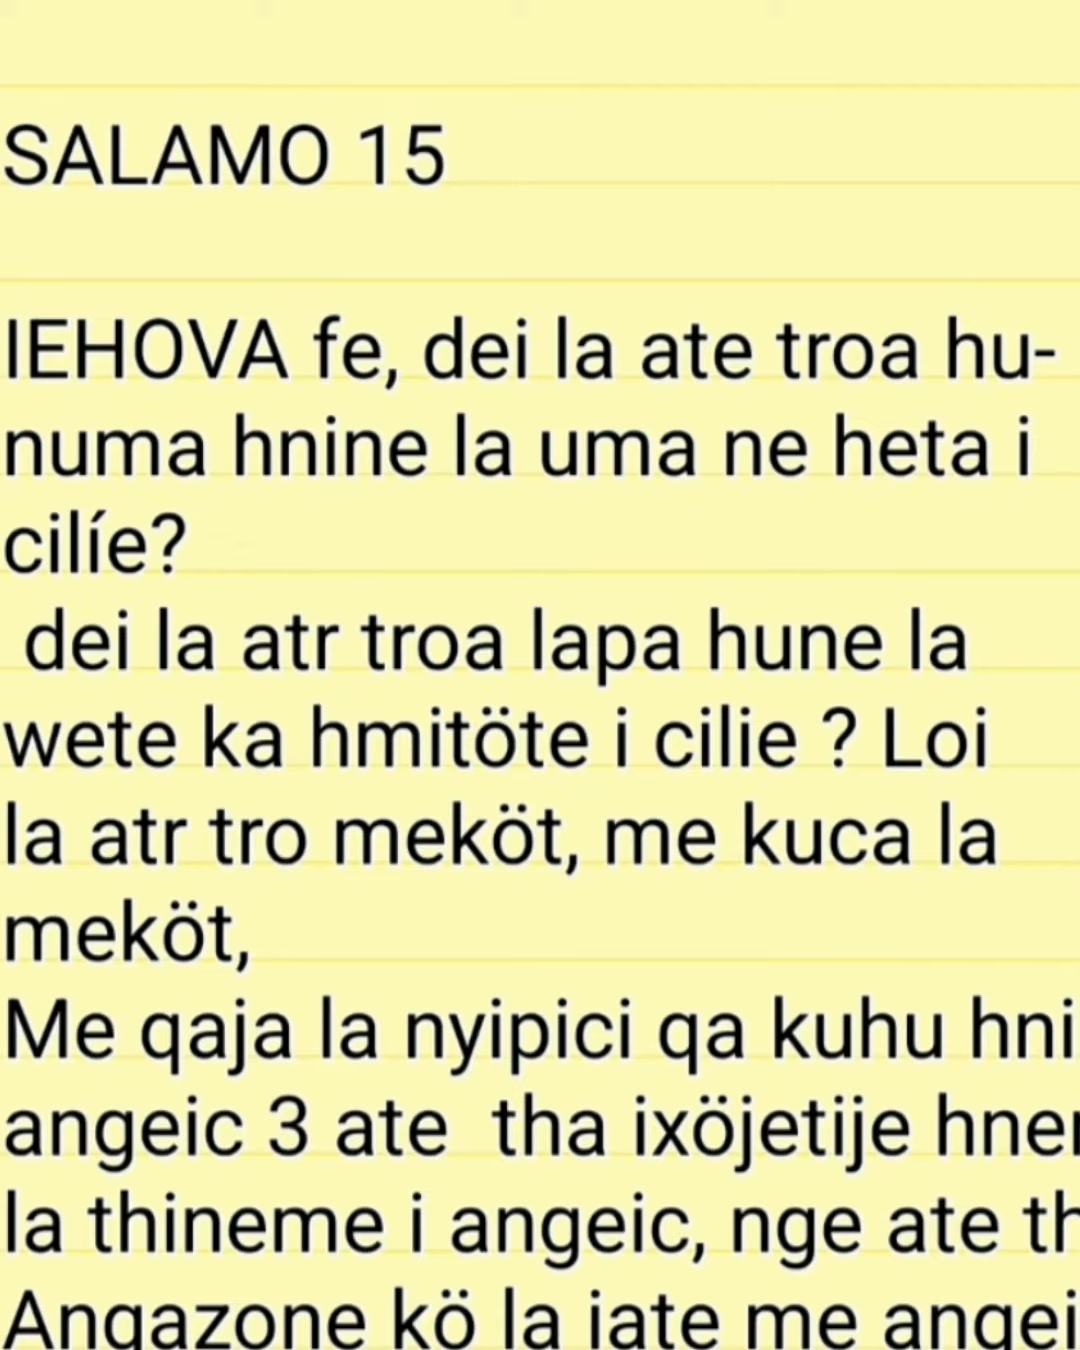 SALAMO 15
IEHOVA fe, dei la ate troa hu-
numa hnine la uma ne heta i
cilíe?
dei la atr troa lapa hune la
wete ka hmitöte i cilie ? Loi
la atr tro meköt, me kuca la
meköt,
Me qaja la nyipici qa kuhu hni
angeic 3 ate  tha ixöjetije
la thineme i angeic, nge ate
Angazone kö la iate me